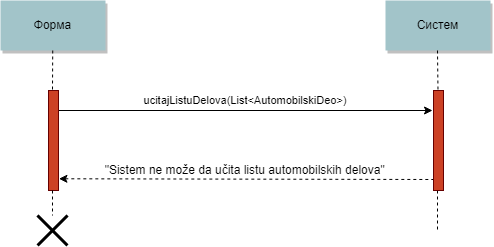 Форма
Систем
ucitajListuDelova(List<AutomobilskiDeo>)
"Sistem ne može da učita listu automobilskih delova"